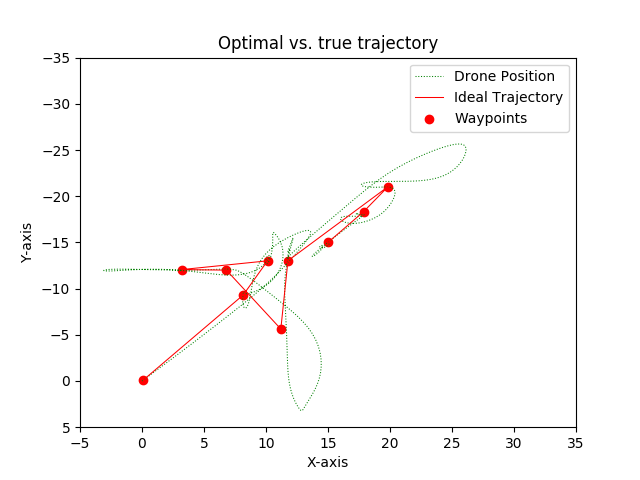 Optimal vs. true trajectory
Drone Position
Ideal Trajectory
Waypoints
Y-axis
−35
−30
−25
−20
−15
−10
−5
0
5
−5 0 5 10 15 20 25 30 35
X-axis